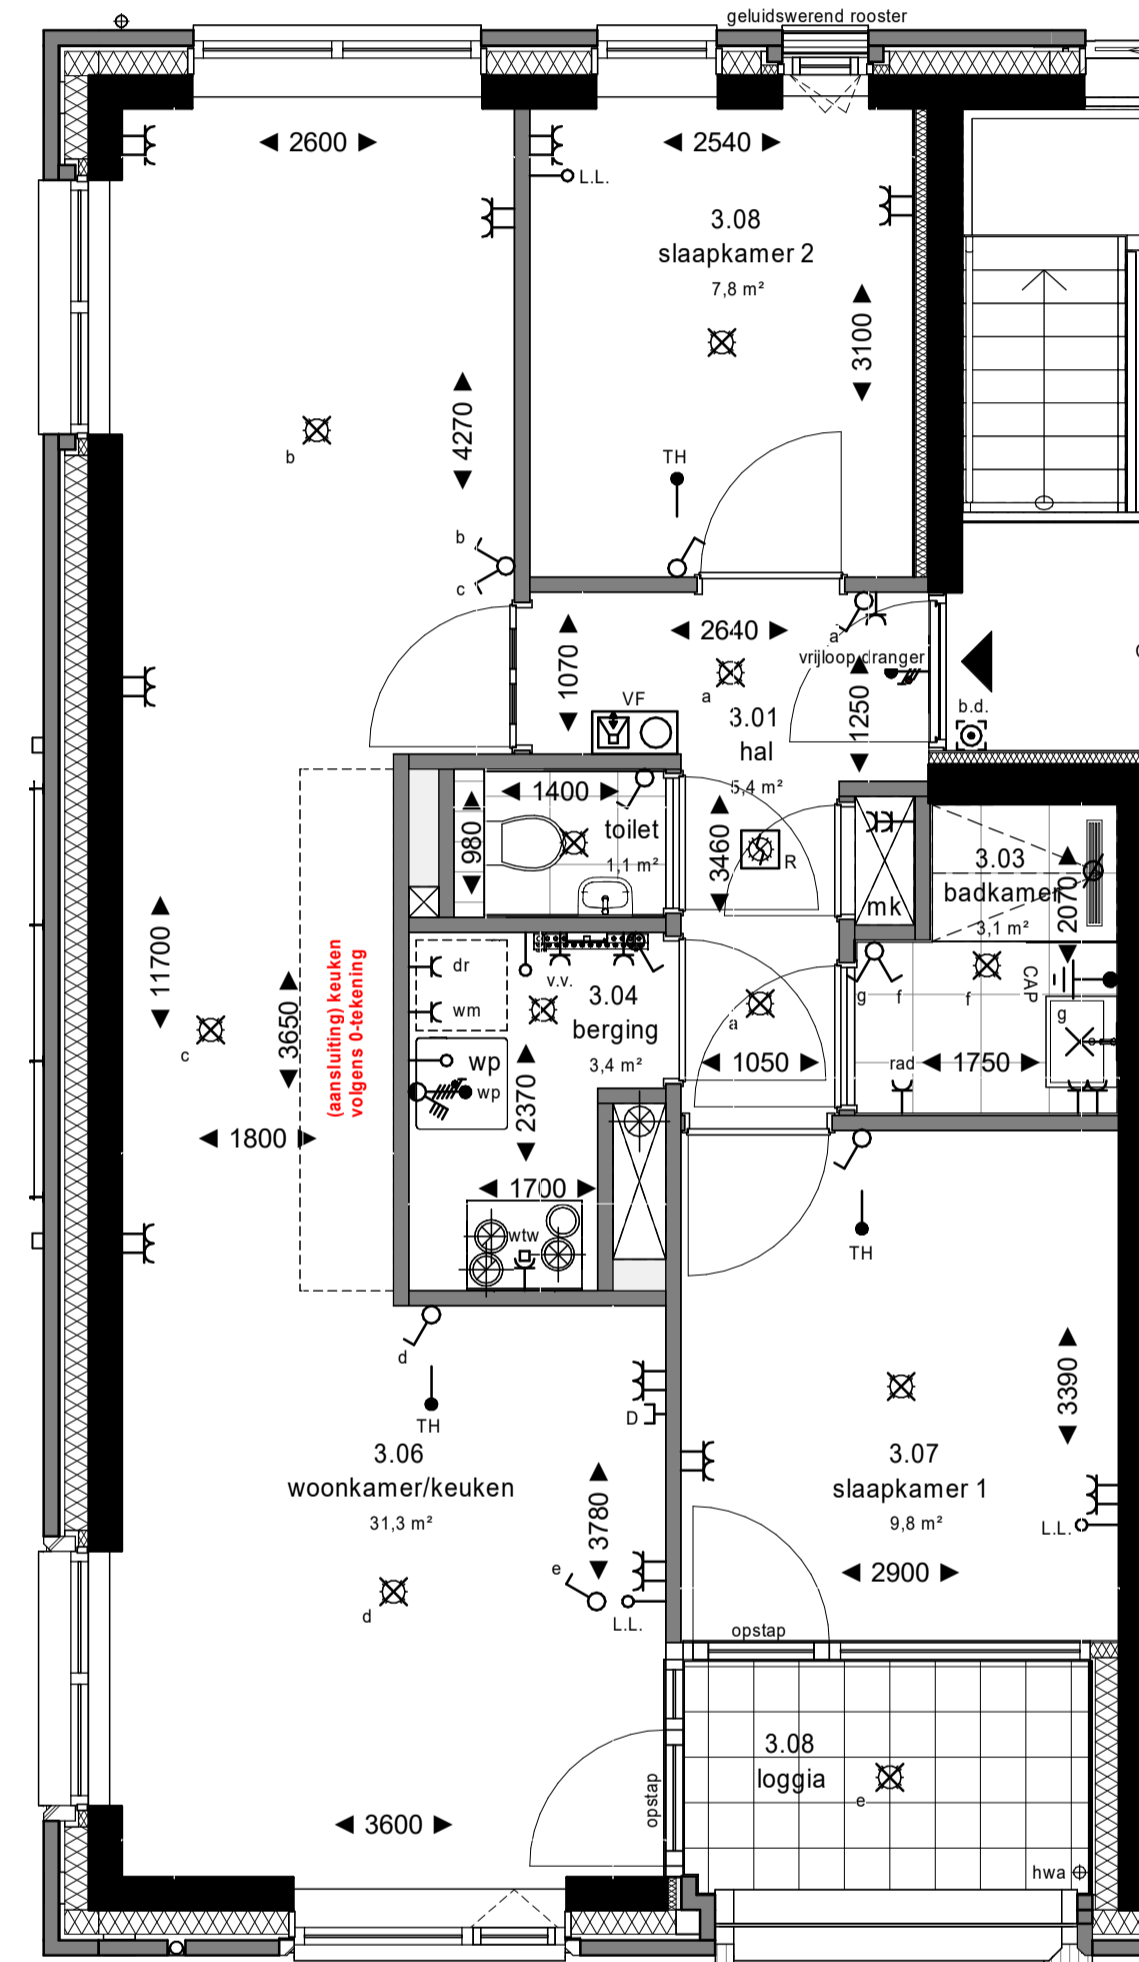 geluidswerend rooster
2600
2540
L.L.
3.08
slaapkamer 2
7,8 m²
3100
4270
b
TH
b
c
2640
a
vrijloop dranger
1070
a
3.01
hal
5,4 m²
1250
b.d.
VF
1400
980
toilet
1,1 m²
3460
R
mk
3.03
badkamer
3,1 m²
2070
11700
3650
(aansluiting) keuken
volgens 0-tekening
c
dr
wm
v.v.
3.04
berging
3,4 m²
a
g
f
f
CAP
g
wp
wp
2370
1050
rad
1750
1800
1700
wtw
TH
d
TH
D
3390
3.06
woonkamer/keuken
31,3 m²
3.07
slaapkamer 1
9,8 m²
3780
L.L.
e
L.L.
2900
d
opstap
3.08
loggia
e
opstap
3600
hwa